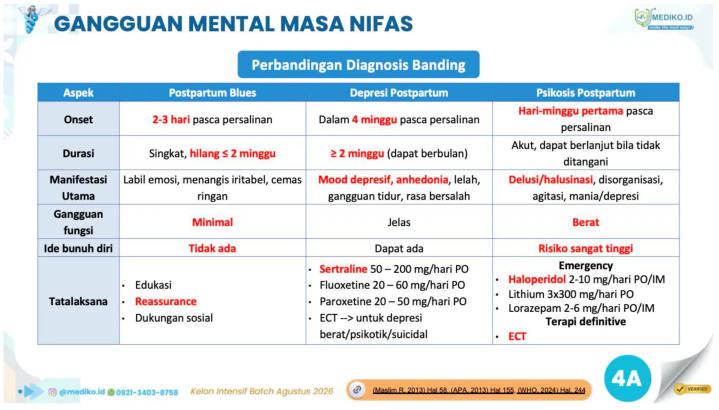 GANGGUAN MENTAL MASA NIFAS
MEDIKO.ID
Perbandingan Diagnosis Banding
Aspek
Postpartum Blues
Depresi Postpartum
Psikosis Postpartum
Onset
2-3 hari pasca persalinan
Dalam 4 minggu pasca persalinan
Hari-minggu pertama pasca
persalinan
Durasi
Singkat, hilang ≤ 2 minggu
≥ 2 minggu (dapat berbulan)
Akut, dapat berlanjut bila tidak
ditangani
Manifestasi
Utama
Labil emosi, menangis iritabel, cemas
ringan
Mood depresif, anhedonia, lelah,
gangguan tidur, rasa bersalah
Delusi/halusinasi, disorganisasi,
agitasi, mania/depresi
Gangguan
fungsi
Minimal
Jelas
Berat
Ide bunuh diri
Tidak ada
Dapat ada
Risiko sangat tinggi
Tatalaksana
• Edukasi
• Reassurance
• Dukungan sosial
• Sertraline 50 – 200 mg/hari PO
• Fluoxetine 20 – 60 mg/hari PO
• Paroxetine 20 – 50 mg/hari PO
• ECT --> untuk depresi
berat/psikotik/suicidal
Emergency
• Haloperidol 2-10 mg/hari PO/IM
• Lithium 3x300 mg/hari PO
• Lorazepam 2-6 mg/hari PO/IM
Terapi definitive
• ECT
@mediko.id 0821-3403-8758
Kelon Intensif Batch Agustus 2026
(Maslim R, 2013) Hal 58, (APA, 2013) Hal 155, (WHO, 2024) Hal. 244
4A
VERIFIED